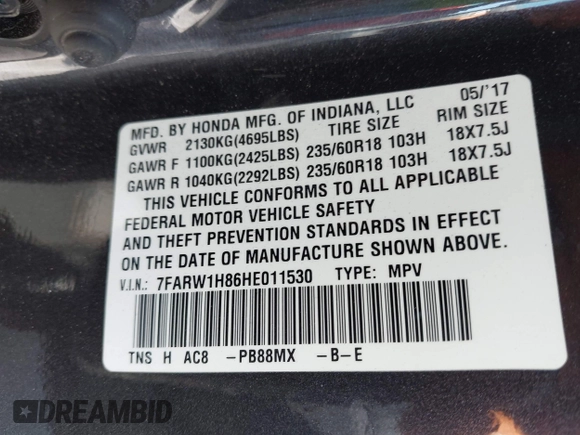 MFD. BY HONDA MFG. OF INDIANA, LLC 05/'17
GVWR 2130KG(4695LBS) TIRE SIZE RIM SIZE
GAWR F 1100KG(2425LBS) 235/60R18 103H 18X7.5J
GAWR R 1040KG(2292LBS) 235/60R18 103H 18X7.5J
THIS VEHICLE CONFORMS TO ALL APPLICABLE
FEDERAL MOTOR VEHICLE SAFETY
AND THEFT PREVENTION STANDARDS IN EFFECT
ON THE DATE OF MANUFACTURE SHOWN ABOVE.
V.I.N.: 7FARW1H86HE011530 TYPE: MPV
TNS H AC8 -PB88MX -B-E
DREAMBID